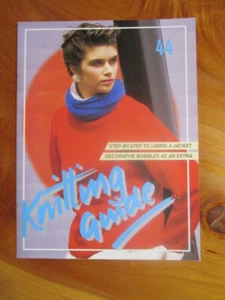 44
STEP-BY-STEP TO LINING A JACKET
DECORATIVE BOBBLES AS AN EXTRA
Knitting
Guide